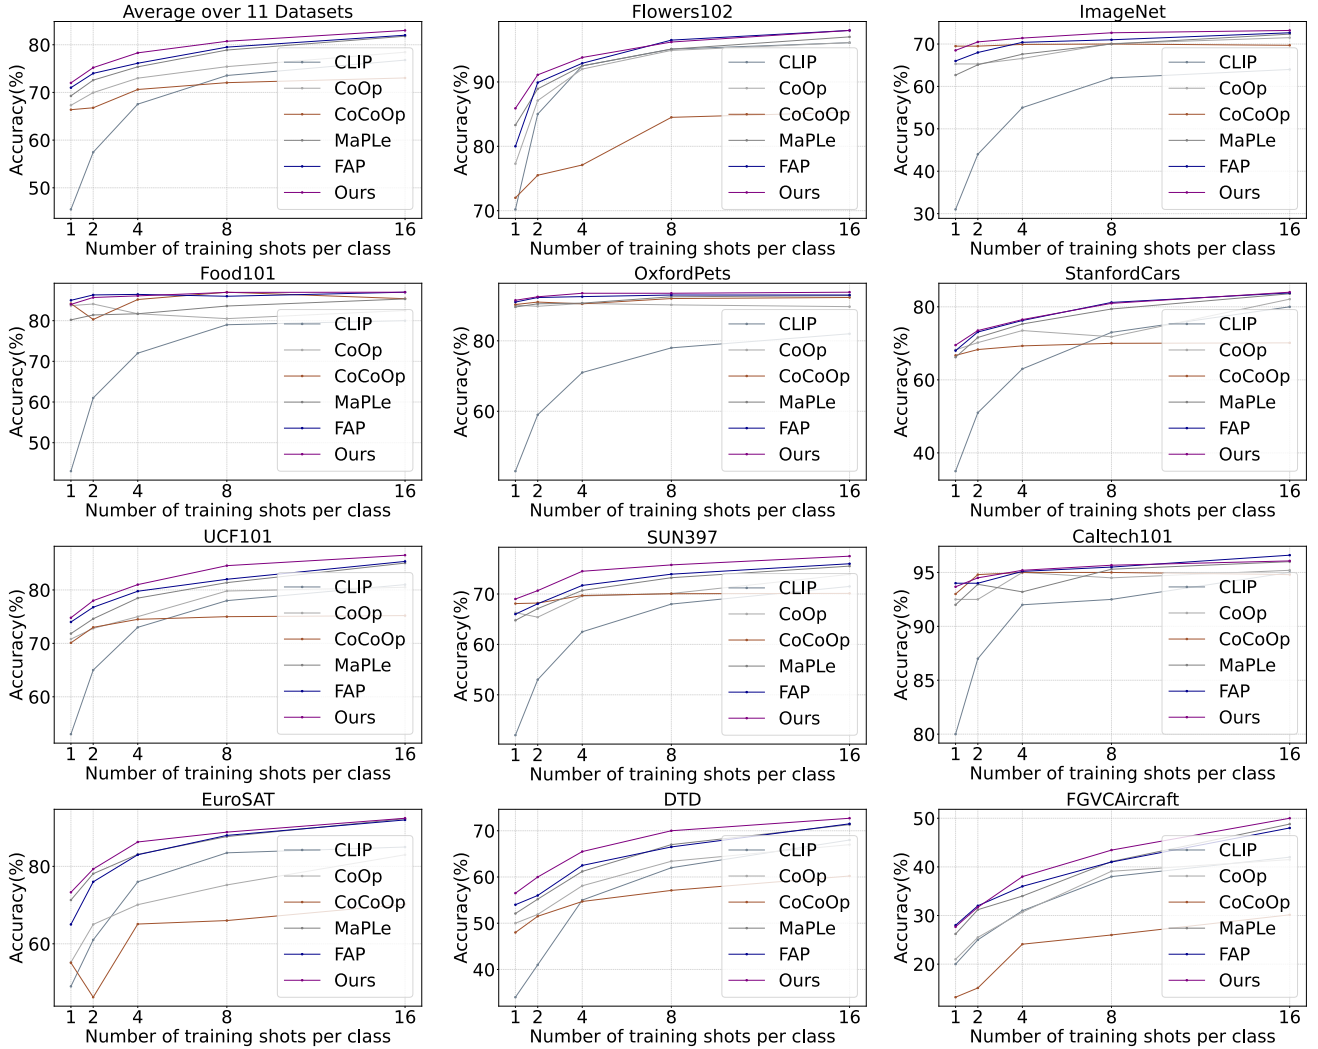 Average over 11 Datasets
Accuracy(%)
80
70
60
50
CLIP
CoOp
CoCoOp
MaPLe
FAP
Ours
1 2 4 8 16
Number of training shots per class
Flowers102
Accuracy(%)
90
80
70
CLIP
CoOp
CoCoOp
MaPLe
FAP
Ours
1 2 4 8 16
Number of training shots per class
ImageNet
Accuracy(%)
70
60
50
40
30
CLIP
CoOp
CoCoOp
MaPLe
FAP
Ours
1 2 4 8 16
Number of training shots per class
Food101
Accuracy(%)
80
70
60
50
CLIP
CoOp
CoCoOp
MaPLe
FAP
Ours
1 2 4 8 16
Number of training shots per class
OxfordPets
Accuracy(%)
80
60
CLIP
CoOp
CoCoOp
MaPLe
FAP
Ours
1 2 4 8 16
Number of training shots per class
StanfordCars
Accuracy(%)
80
60
40
CLIP
CoOp
CoCoOp
MaPLe
FAP
Ours
1 2 4 8 16
Number of training shots per class
UCF101
Accuracy(%)
80
70
60
CLIP
CoOp
CoCoOp
MaPLe
FAP
Ours
1 2 4 8 16
Number of training shots per class
SUN397
Accuracy(%)
70
60
50
CLIP
CoOp
CoCoOp
MaPLe
FAP
Ours
1 2 4 8 16
Number of training shots per class
Caltech101
Accuracy(%)
95
90
85
80
CLIP
CoOp
CoCoOp
MaPLe
FAP
Ours
1 2 4 8 16
Number of training shots per class
EuroSAT
Accuracy(%)
80
60
CLIP
CoOp
CoCoOp
MaPLe
FAP
Ours
1 2 4 8 16
Number of training shots per class
DTD
Accuracy(%)
70
60
50
40
CLIP
CoOp
CoCoOp
MaPLe
FAP
Ours
1 2 4 8 16
Number of training shots per class
FGVCAircraft
Accuracy(%)
50
40
30
20
CLIP
CoOp
CoCoOp
MaPLe
FAP
Ours
1 2 4 8 16
Number of training shots per class